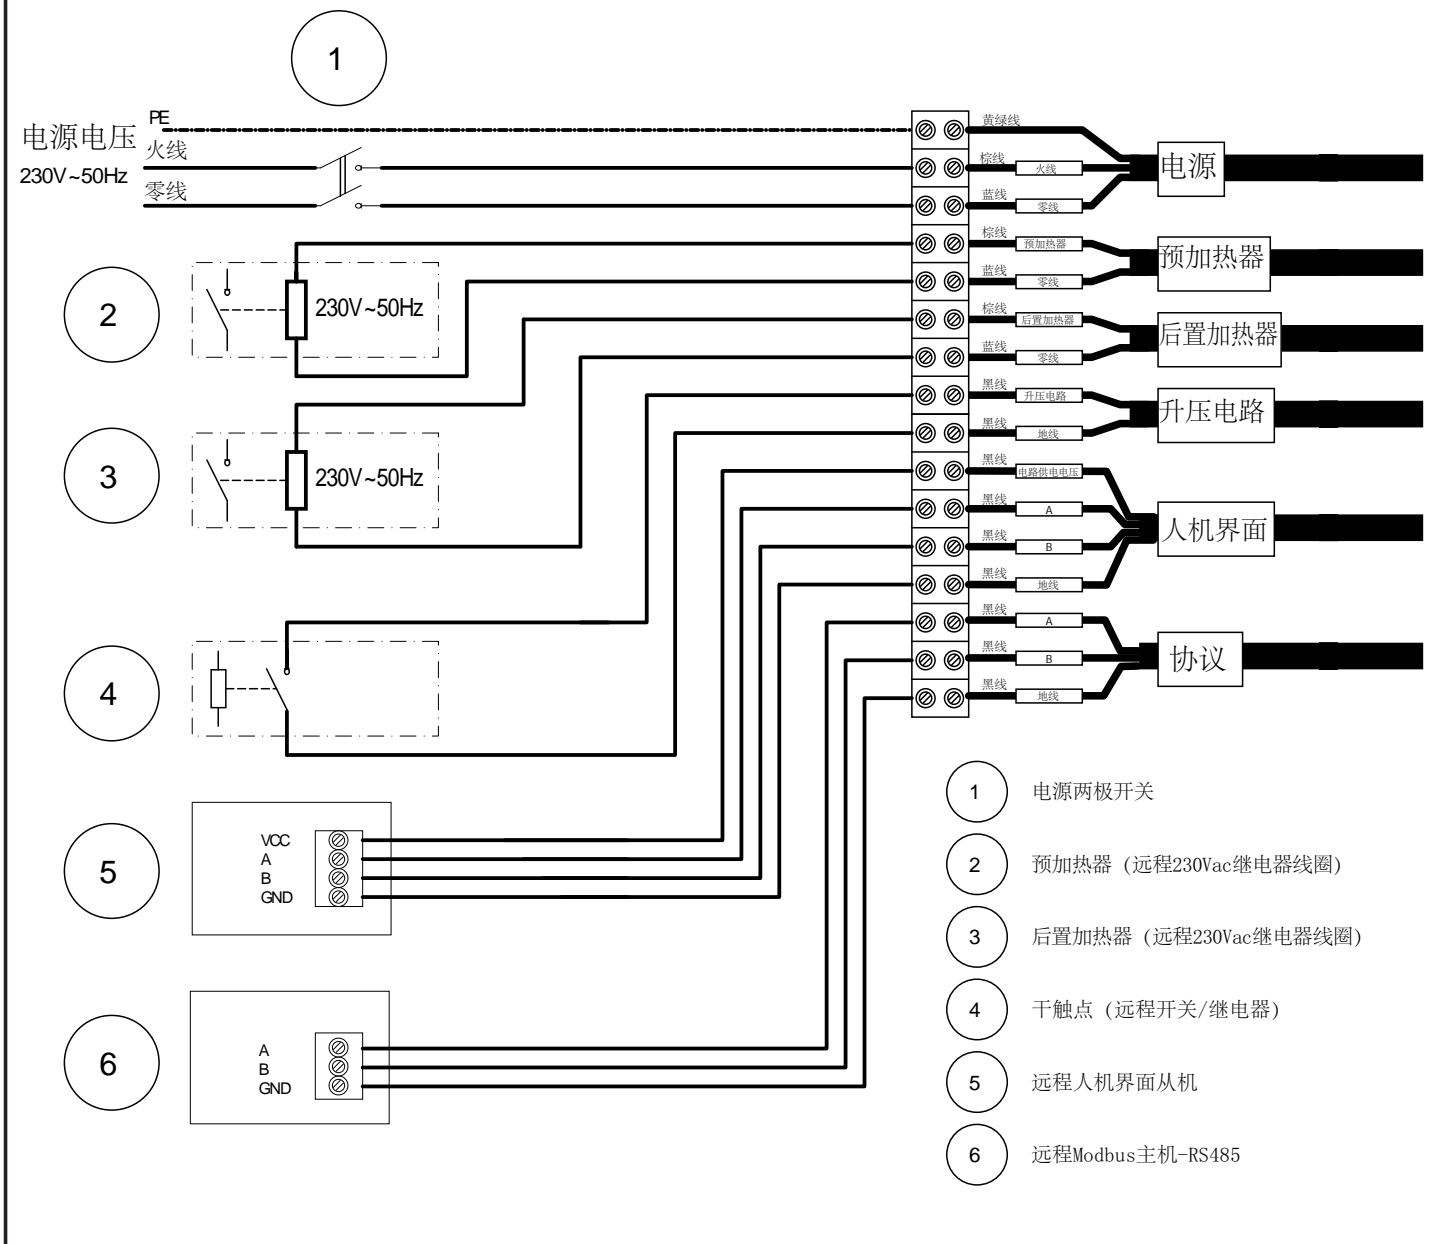 1
电源电压
230V~50Hz
PE
火线
零线
黄绿线
棕线
火线
蓝线
零线
电源
棕线
预加热器
蓝线
零线
预加热器
2
230V~50Hz
棕线
后置加热器
蓝线
零线
后置加热器
黑线
升压电路
黑线
地线
升压电路
3
230V~50Hz
黑线
电路供电电压
黑线
A
黑线
B
黑线
地线
人机界面
黑线
A
黑线
B
黑线
地线
协议
4
5
VCC
A
B
GND
6
A
B
GND
1 电源两极开关
2 预加热器 (远程230Vac继电器线圈)
3 后置加热器 (远程230Vac继电器线圈)
4 干触点 (远程开关/继电器)
5 远程人机界面从机
6 远程Modbus主机-RS485